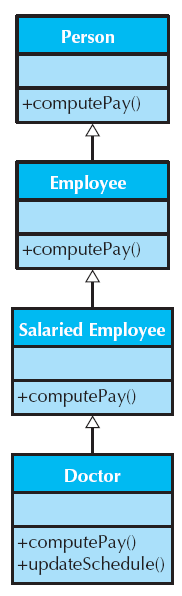 Person
+computePay()
Employee
+computePay()
Salaried Employee
+computePay()
Doctor
+computePay()
+updateSchedule()